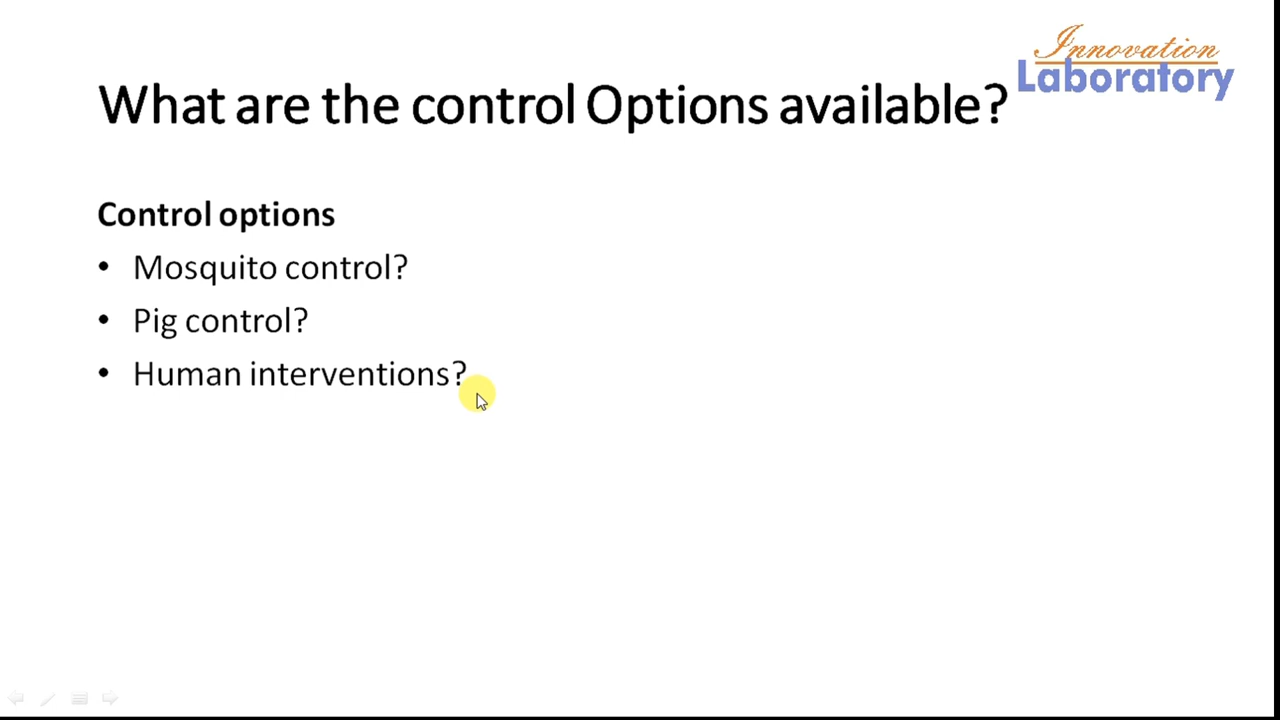 Innovation
Laboratory
What are the control Options available?
Control options
• Mosquito control?
• Pig control?
• Human interventions?